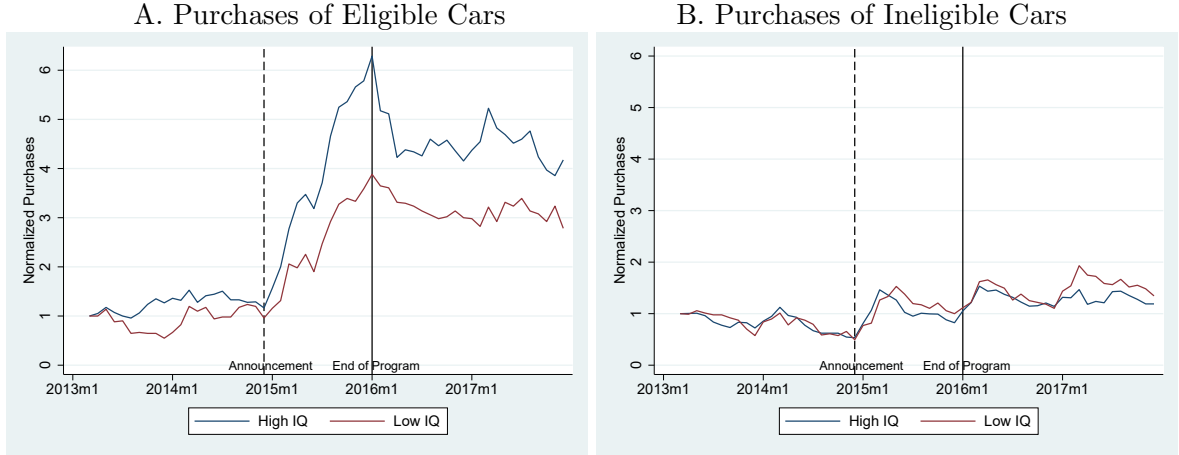 A. Purchases of Eligible Cars
Normalized Purchases
6
5
4
3
2
1
0
Announcement
End of Program
2013m1 2014m1 2015m1 2016m1 2017m1
High IQ Low IQ
B. Purchases of Ineligible Cars
Normalized Purchases
6
5
4
3
2
1
0
Announcement
End of Program
2013m1 2014m1 2015m1 2016m1 2017m1
High IQ Low IQ